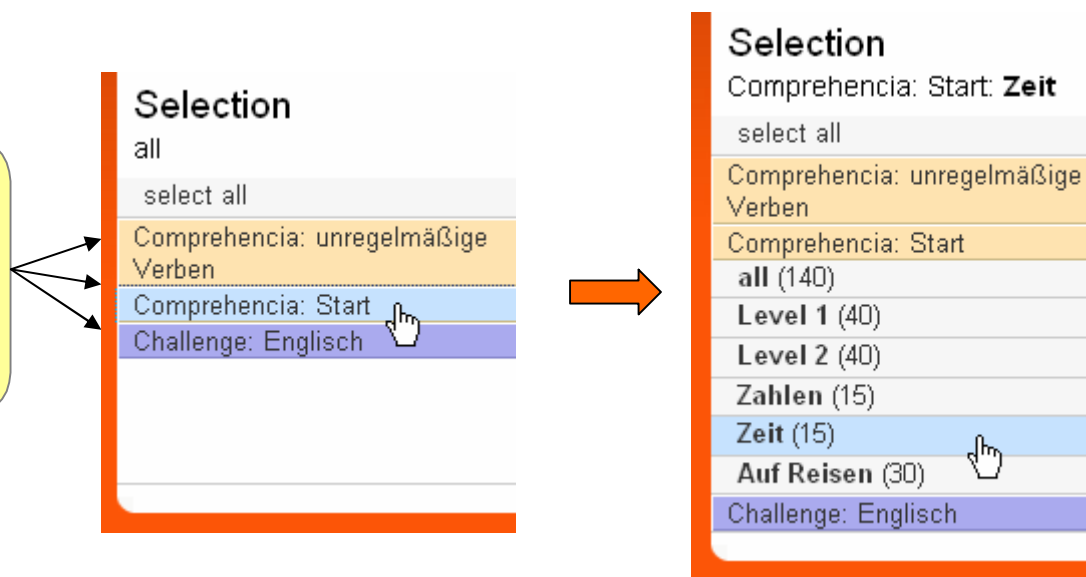 Selection
all
select all
Comprehencia: unregelmäßige
Verben
Comprehencia: Start
Challenge: Englisch
Selection
Comprehencia: Start: Zeit
select all
Comprehencia: unregelmäßige
Verben
Comprehencia: Start
all (140)
Level 1 (40)
Level 2 (40)
Zahlen (15)
Zeit (15)
Auf Reisen (30)
Challenge: Englisch